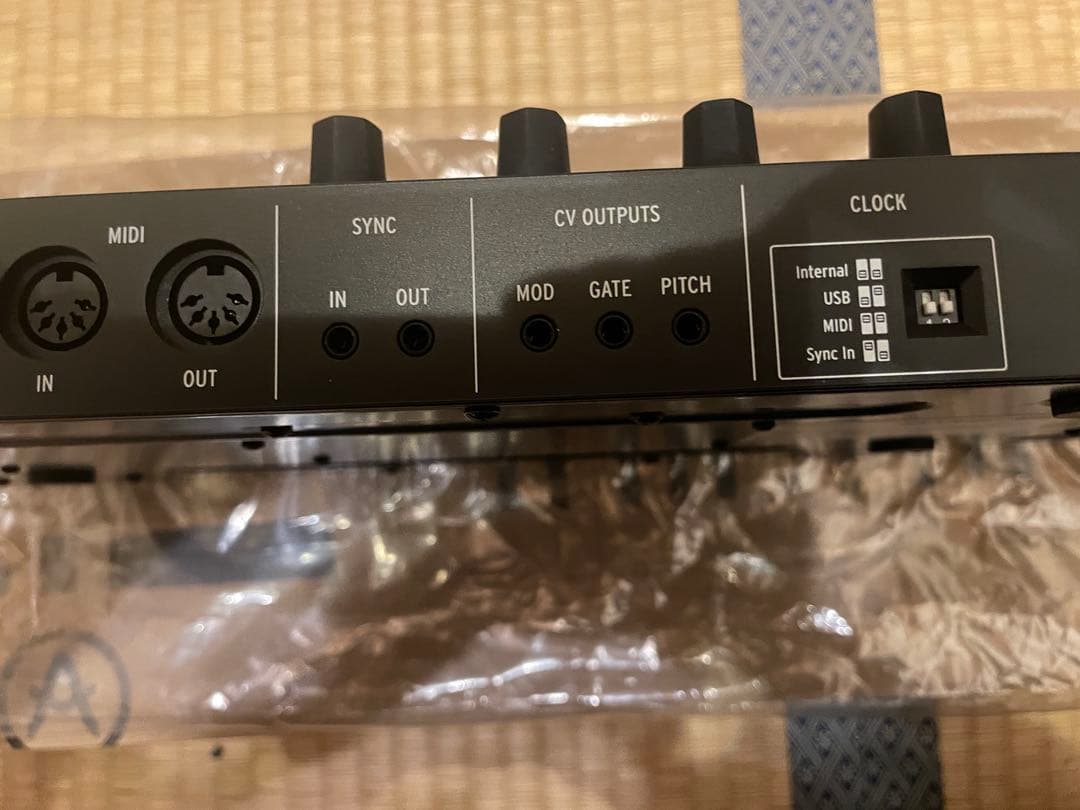 MIDI
IN
OUT
SYNC
IN
OUT
CV OUTPUTS
MOD
GATE
PITCH
CLOCK
Internal
USB
MIDI
Sync In
A